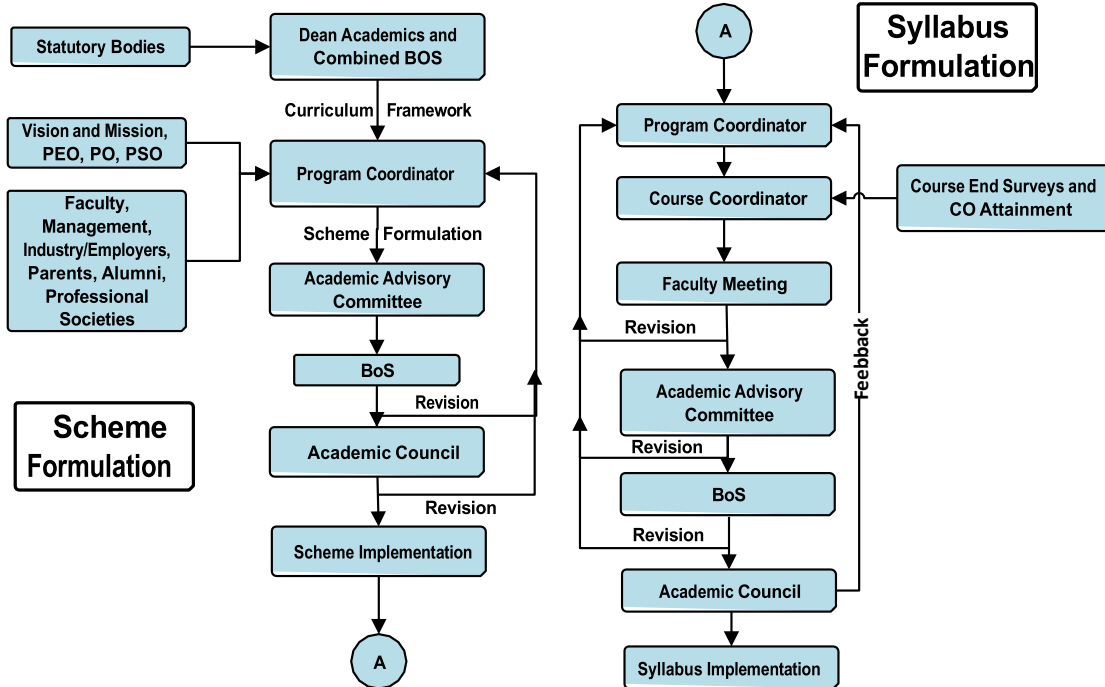 Statutory Bodies
Dean Academics and
Combined BOS
Curriculum Framework
Vision and Mission,
PEO, PO, PSO
Program Coordinator
Faculty,
Management,
Industry/Employers,
Parents, Alumni,
Professional
Societies
Scheme Formulation
Academic Advisory
Committee
BoS
Revision
Scheme
Formulation
Academic Council
Revision
Scheme Implementation
A
A
Syllabus
Formulation
Program Coordinator
Course Coordinator
Course End Surveys and
CO Attainment
Faculty Meeting
Revision
Feebback
Academic Advisory
Committee
Revision
BoS
Revision
Academic Council
Syllabus Implementation